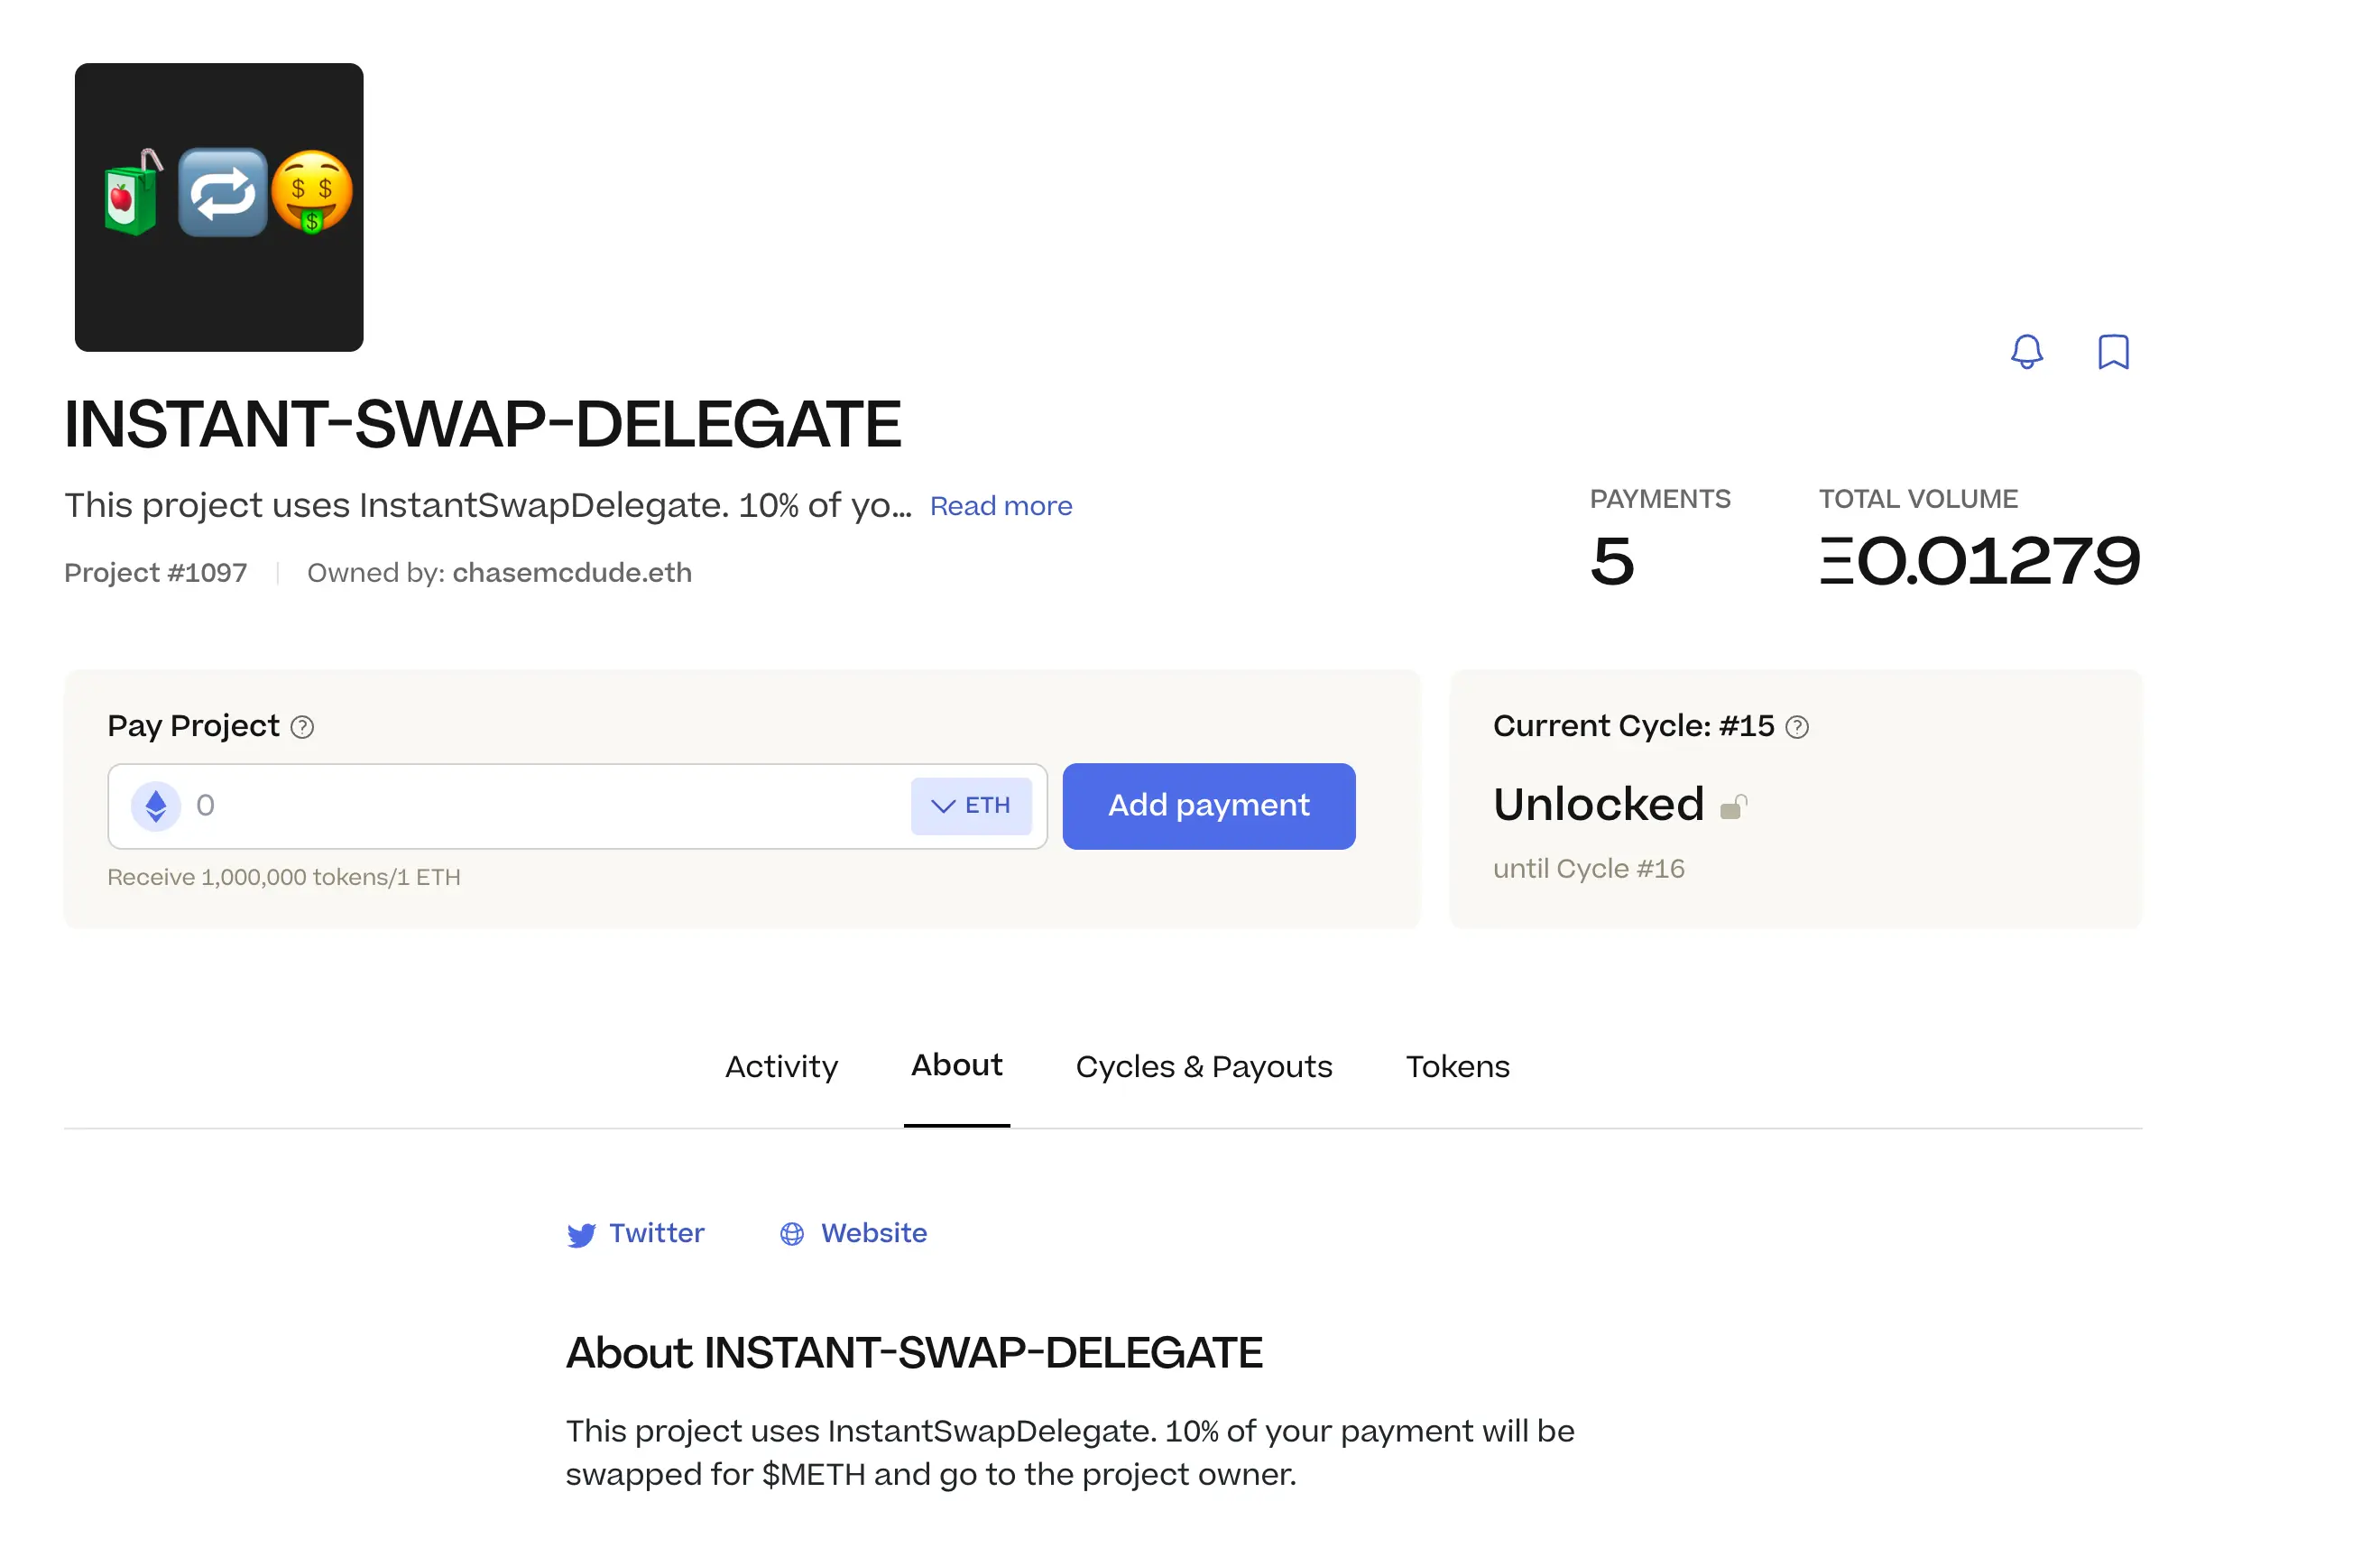 INSTANT-SWAP-DELEGATE
This project uses InstantSwapDelegate. 10% of yo... Read more
Project #1097 Owned by: chasemcdude.eth
PAYMENTS
5
TOTAL VOLUME
Ξ0.01279
Pay Project
0
ETH
Add payment
Receive 1,000,000 tokens/1 ETH
Current Cycle: #15
Unlocked
until Cycle #16
Activity
About
Cycles & Payouts
Tokens
Twitter
Website
About INSTANT-SWAP-DELEGATE
This project uses InstantSwapDelegate. 10% of your payment will be
swapped for $METH and go to the project owner.